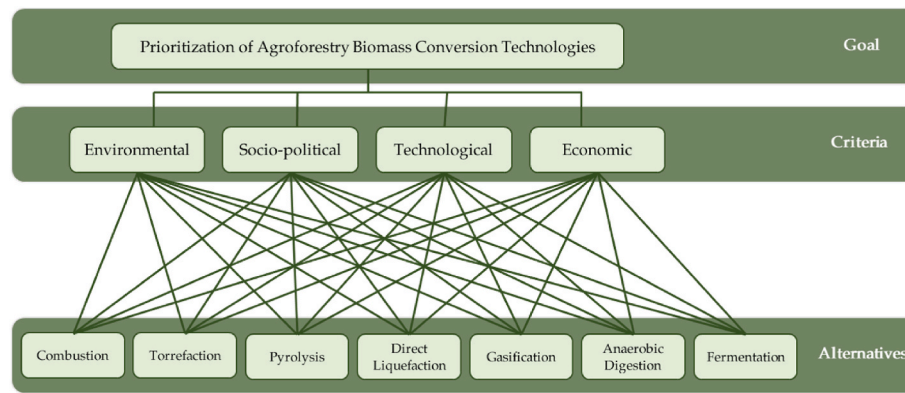 Prioritization of Agroforestry Biomass Conversion Technologies
Goal
Environmental
Socio-political
Technological
Economic
Criteria
Combustion
Torrefaction
Pyrolysis
Direct
Liquefaction
Gasification
Anaerobic
Digestion
Fermentation
Alternatives